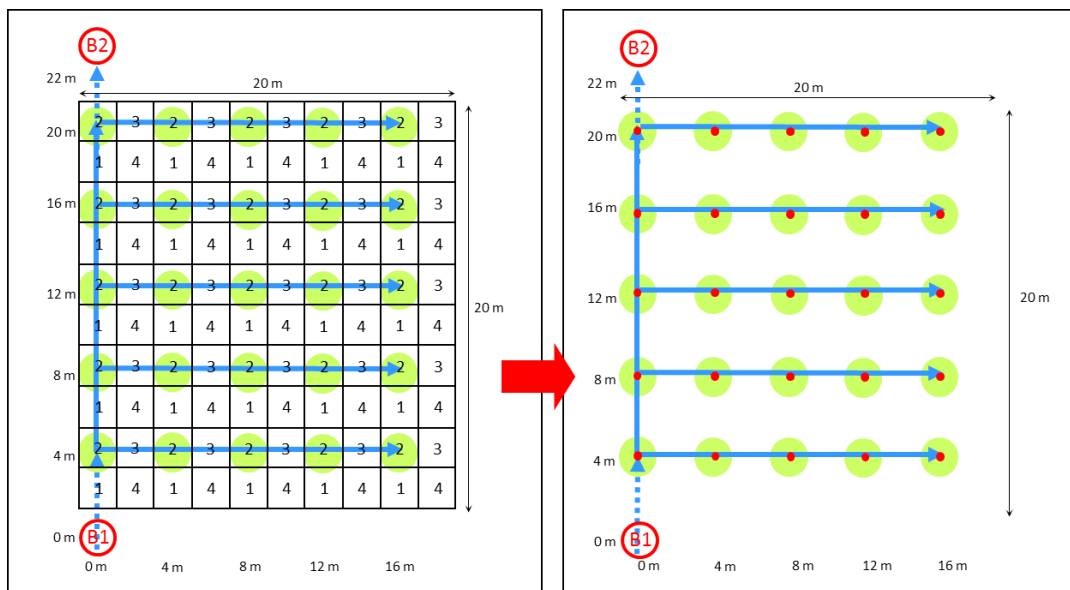 B2
22 m
20 m
20 m 2 3 2 3 2 3 2 3 2 3
1 4 1 4 1 4 1 4 1 4
16 m 2 3 2 3 2 3 2 3 2 3
1 4 1 4 1 4 1 4 1 4
12 m 2 3 2 3 2 3 2 3 2 3
20 m
1 4 1 4 1 4 1 4 1 4
8 m 2 3 2 3 2 3 2 3 2 3
1 4 1 4 1 4 1 4 1 4
4 m 2 3 2 3 2 3 2 3 2 3
1 4 1 4 1 4 1 4 1 4
0 m B1
0 m 4 m 8 m 12 m 16 m
B2
22 m
20 m
20 m
16 m
12 m
20 m
8 m
4 m
0 m B1
0 m 4 m 8 m 12 m 16 m